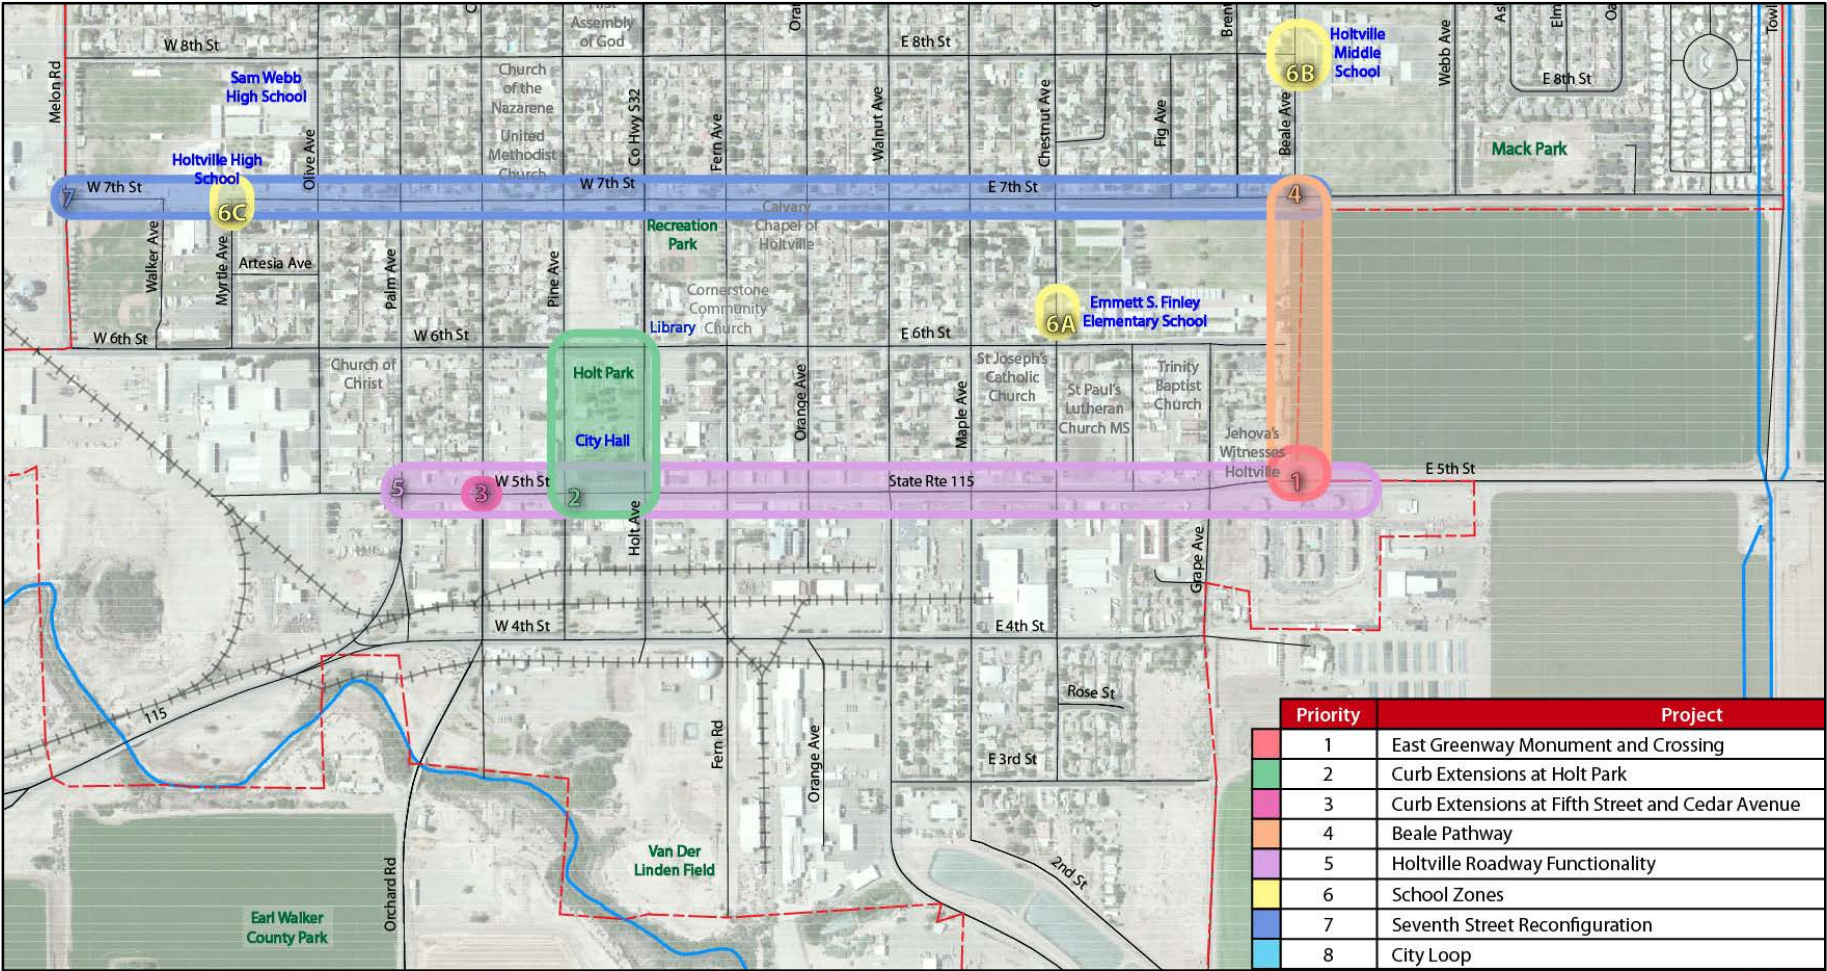 First
Assembly
of God
W 8th St
E 8th St
Holtville
Middle
School
6B
E 8th St
Melon Rd
Sam Webb
High School
Church
of the
Nazarene
Co Hwy S32
Fern Ave
Walnut Ave
Chestnut Ave
Fig Ave
Beale Ave
Webb Ave
Olive Ave
United
Methodist
Church
Mack Park
Holtville High
School
7
W 7th St
6C
W 7th St
E 7th St
4
Calvary
Chapel of
Holtville
Recreation
Park
Walker Ave
Myrtle Ave
Artesia Ave
Palm Ave
Pine Ave
Cornerstone
Community
Church
Library
6A
Emmett S. Finley
Elementary School
W 6th St
W 6th St
E 6th St
Church of
Christ
Holt Park
City Hall
Orange Ave
Maple Ave
St Joseph's
Catholic
Church
St Paul's
Lutheran
Church MS
Trinity
Baptist
Church
Jehova's
Witnesses
Holtville
5
3
W 5th St
2
State Rte 115
1
E 5th St
Holt Ave
Grape Ave
W 4th St
E 4th St
115
Rose St
Fern Rd
Orange Ave
E 3rd St
Orchard Rd
Van Der
Linden Field
2nd St
Earl Walker
County Park
Priority Project
1 East Greenway Monument and Crossing
2 Curb Extensions at Holt Park
3 Curb Extensions at Fifth Street and Cedar Avenue
4 Beale Pathway
5 Holtville Roadway Functionality
6 School Zones
7 Seventh Street Reconfiguration
8 City Loop